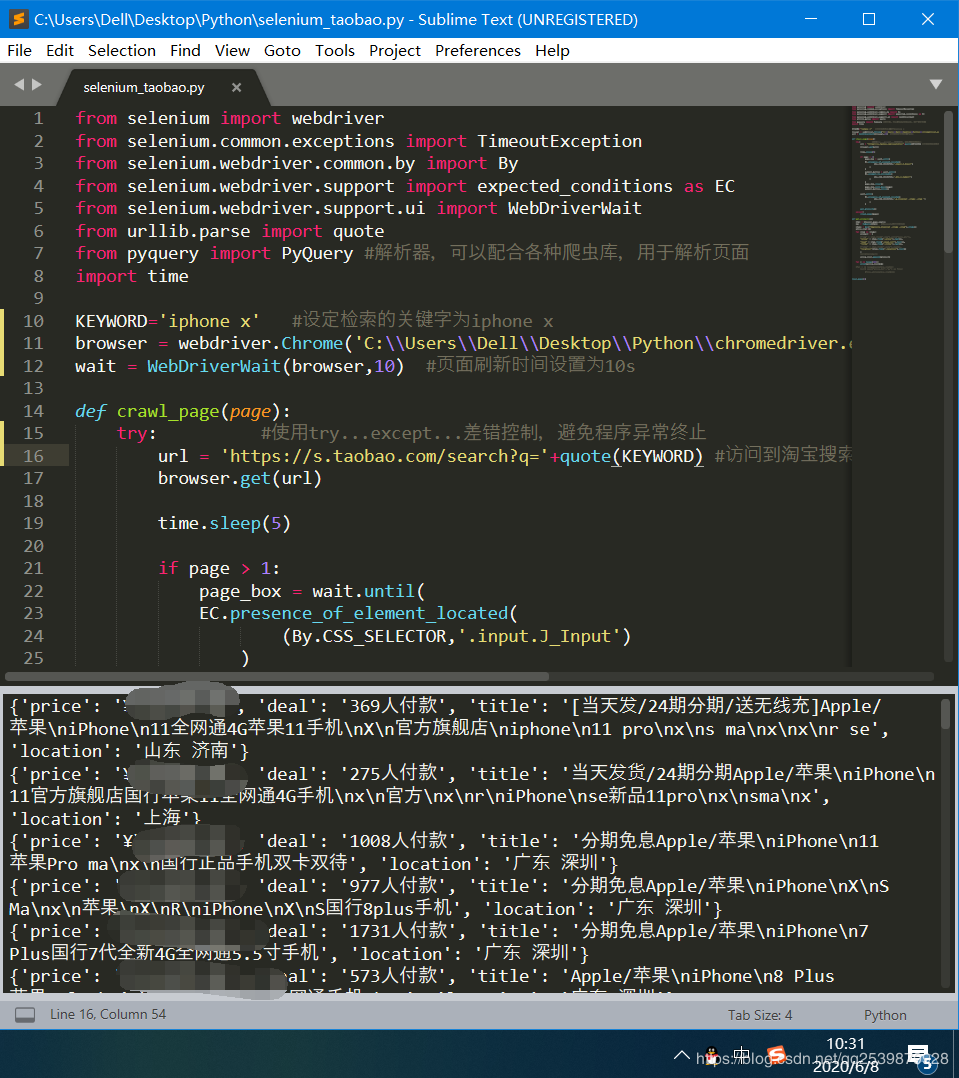 C:\Users\Dell\Desktop\Python\selenium_taobao.py - Sublime Text (UNREGISTERED)
File Edit Selection Find View Goto Tools Project Preferences Help
selenium_taobao.py
1 from selenium import webdriver
2 from selenium.common.exceptions import TimeoutException
3 from selenium.webdriver.common.by import By
4 from selenium.webdriver.support import expected_conditions as EC
5 from selenium.webdriver.support.ui import WebDriverWait
6 from urllib.parse import quote
7 from pyquery import PyQuery #解析器，可以配合各种爬虫库，用于解析页面
8 import time
9
10 KEYWORD='iphone x' #设定检索的关键字为iphone x
11 browser = webdriver.Chrome('C:\\Users\\Dell\\Desktop\\Python\\chromedriver.e
12 wait = WebDriverWait(browser,10) #页面刷新时间设置为10s
13
14 def crawl_page(page):
15 try: #使用try...except...差错控制，避免程序异常终止
16 url = 'https://s.taobao.com/search?q='+quote(KEYWORD) #访问到淘宝搜索
17 browser.get(url)
18
19 time.sleep(5)
20
21 if page > 1:
22 page_box = wait.until(
23 EC.presence_of_element_located(
24 (By.CSS_SELECTOR,'.input.J_Input')
25 )
{'price': '¥ , 'deal': '369人付款', 'title': '[当天发/24期分期/送无线充]Apple/
苹果\niPhone\n11全网通4G苹果11手机\nX\n官方旗舰店\niphone\n11 pro\nx\ns ma\nx\nx\nr se',
'location': '山东 济南'}
{'price': '¥ 'deal': '275人付款', 'title': '当天发货/24期分期Apple/苹果\niPhone\n
11官方旗舰店国行苹果11全网通4G手机\nx\n官方\nx\nr\niPhone\nse新品11pro\nx\nsma\nx',
'location': '上海'}
{'price': '¥ 'deal': '1008人付款', 'title': '分期免息Apple/苹果\niPhone\n11
苹果Pro ma\nx\n国行正品手机双卡双待', 'location': '广东 深圳'}
{'price': ' 'deal': '977人付款', 'title': '分期免息Apple/苹果\niPhone\nX\nS
Ma\nx\n苹果\nX\nR\niPhone\nX\nS国行8plus手机', 'location': '广东 深圳'}
{'price': 'deal': '1731人付款', 'title': '分期免息Apple/苹果\niPhone\n7
Plus国行7代全新4G全网通5.5寸手机', 'location': '广东 深圳'}
{'price': ' deal': '573人付款', 'title': 'Apple/苹果\niPhone\n8 Plus
Line 16, Column 54 Tab Size: 4 Python
中 10:31
https://blog.csdn.net/qq25398 28
2020/6/8 5